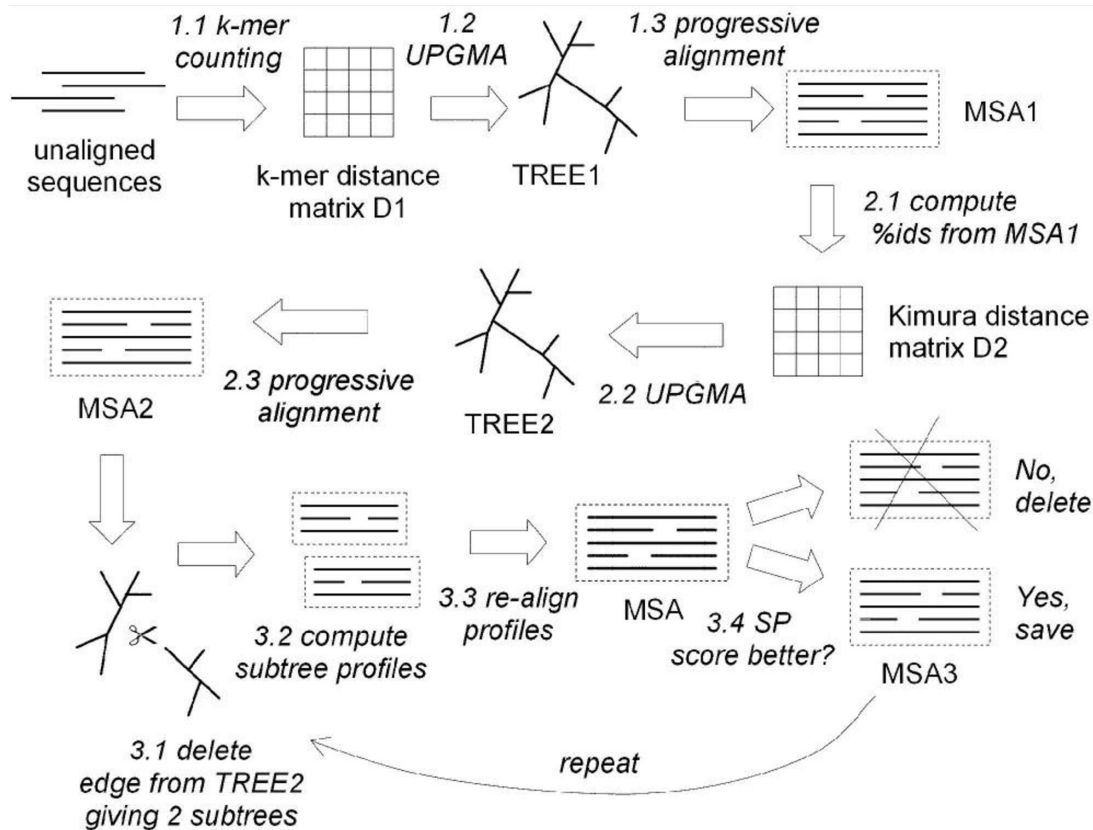 1.1 k-mer
counting
1.2
UPGMA
1.3 progressive
alignment
unaligned
sequences
k-mer distance
matrix D1
TREE1
MSA1
2.1 compute
%ids from MSA1
Kimura distance
matrix D2
2.2 UPGMA
TREE2
2.3 progressive
alignment
MSA2
3.1 delete
edge from TREE2
giving 2 subtrees
3.2 compute
subtree profiles
3.3 re-align
profiles
MSA
3.4 SP
score better?
No,
delete
Yes,
save
MSA3
repeat